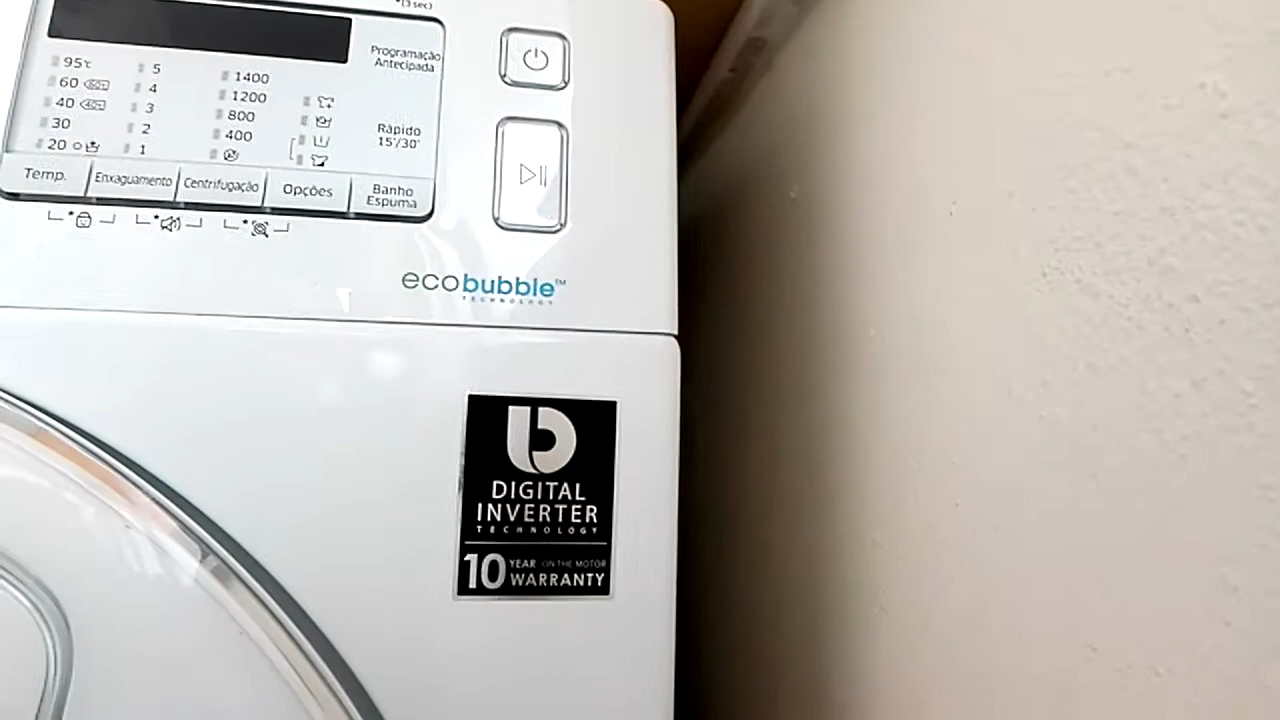 *(3 sec)
Programação
Antecipada
95°c
60
40
30
20
5
4
3
2
1
1400
1200
800
400
Rápido
15'/30'
Temp.
Enxaguamento
Centrifugação
Opções
Banho
Espuma
ecobubble™
TECHNOLOGY
DIGITAL
INVERTER
TECHNOLOGY
10 YEAR ON THE MOTOR
WARRANTY